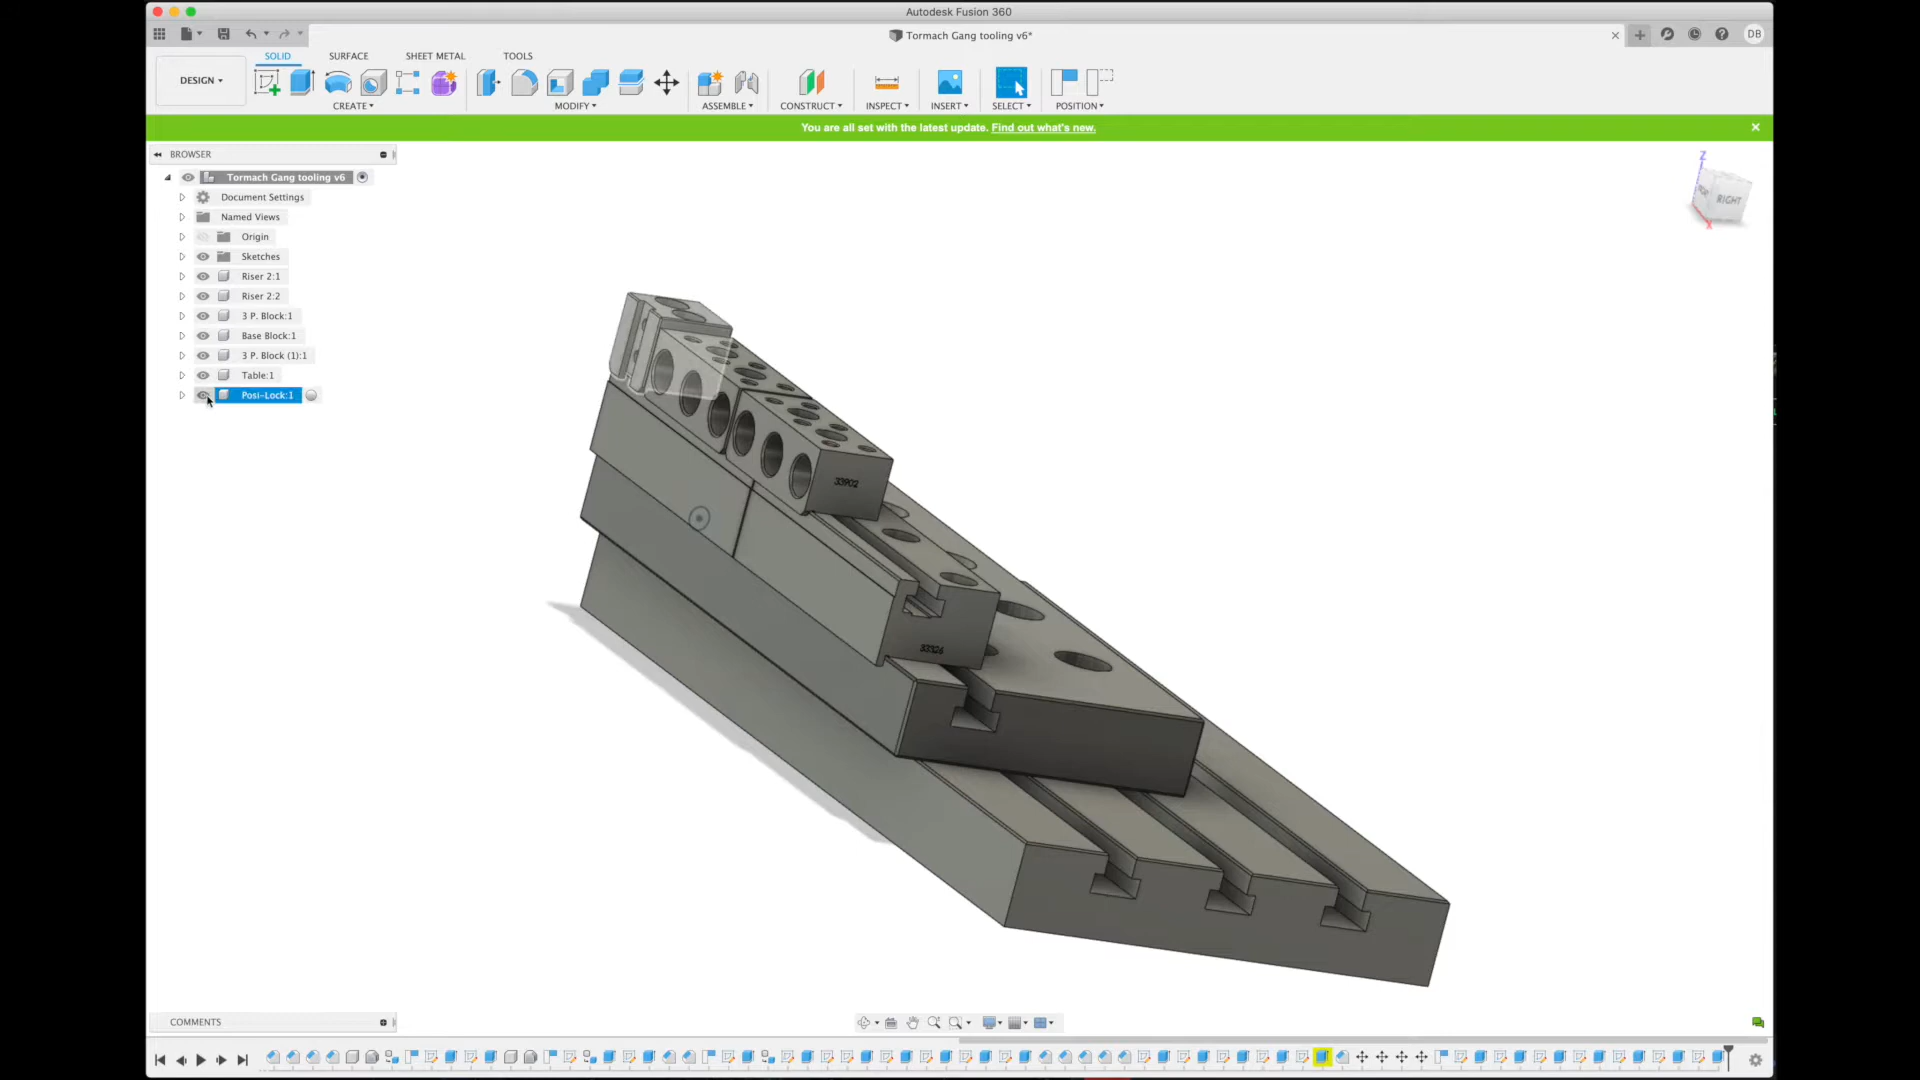 Autodesk Fusion 360
Tormach Gang tooling v6*
DB
DESIGN
SOLID
SURFACE
SHEET METAL
TOOLS
CREATE
MODIFY
ASSEMBLE
CONSTRUCT
INSPECT
INSERT
SELECT
POSITION
You are all set with the latest update. Find out what's new.
BROWSER
Tormach Gang tooling v6
Document Settings
Named Views
Origin
Sketches
Riser 2:1
Riser 2:2
3 P. Block:1
Base Block:1
3 P. Block (1):1
Table:1
Posi-Lock:1
Z
RIGHT
X
33902
33326
COMMENTS